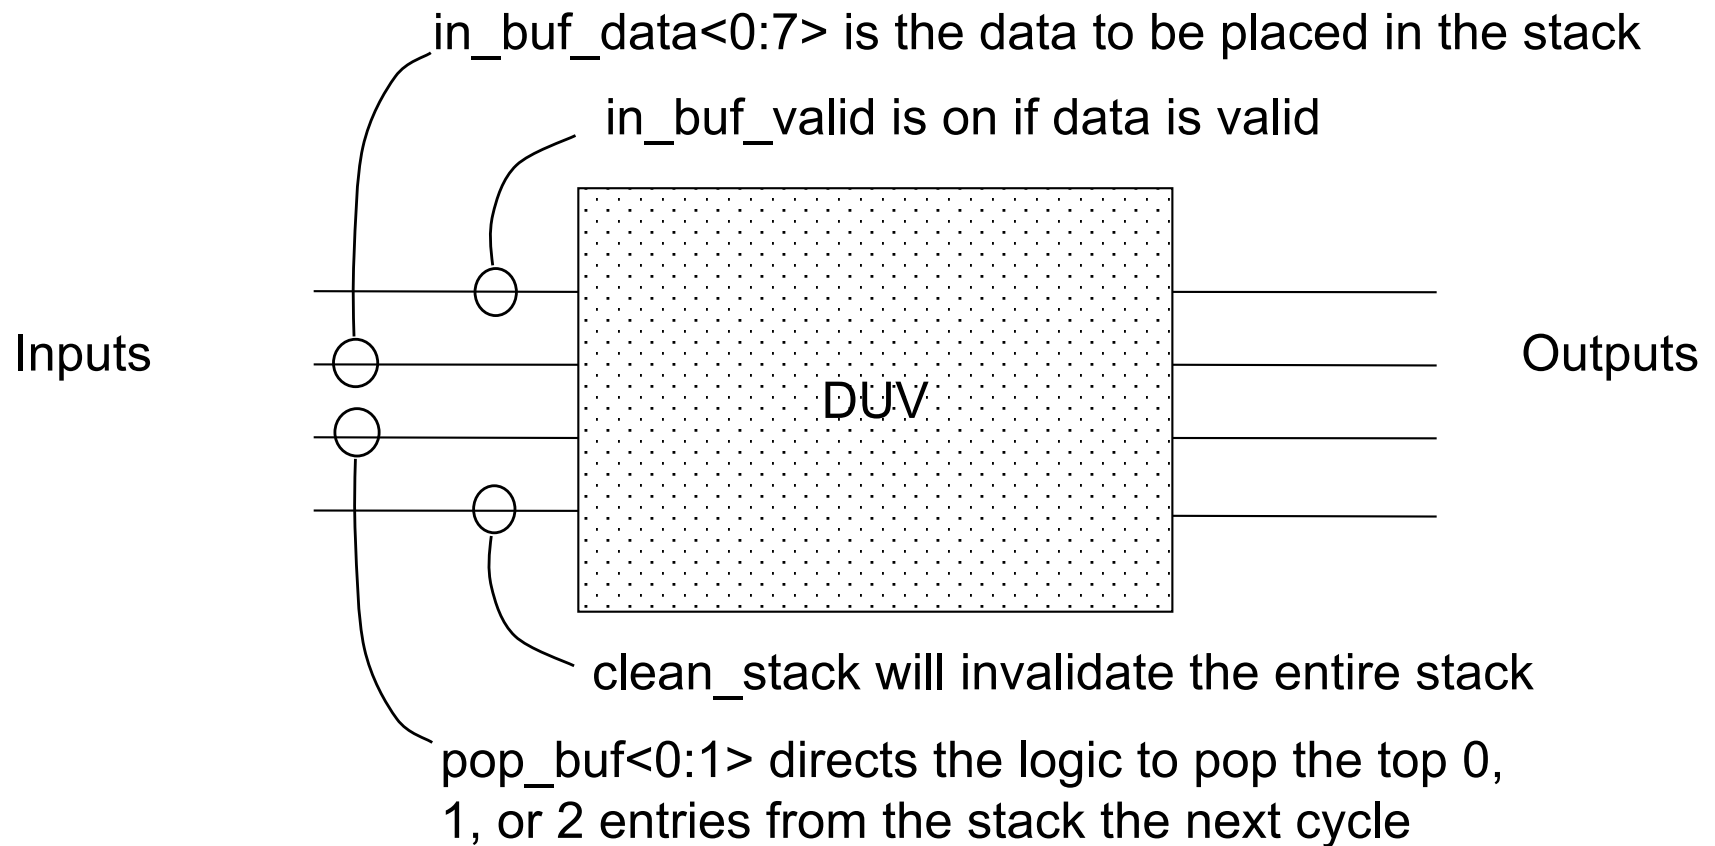 in_buf_data<0:7> is the data to be placed in the stack
in_buf_valid is on if data is valid
Inputs
DUV
Outputs
clean_stack will invalidate the entire stack
pop_buf<0:1> directs the logic to pop the top 0,
1, or 2 entries from the stack the next cycle